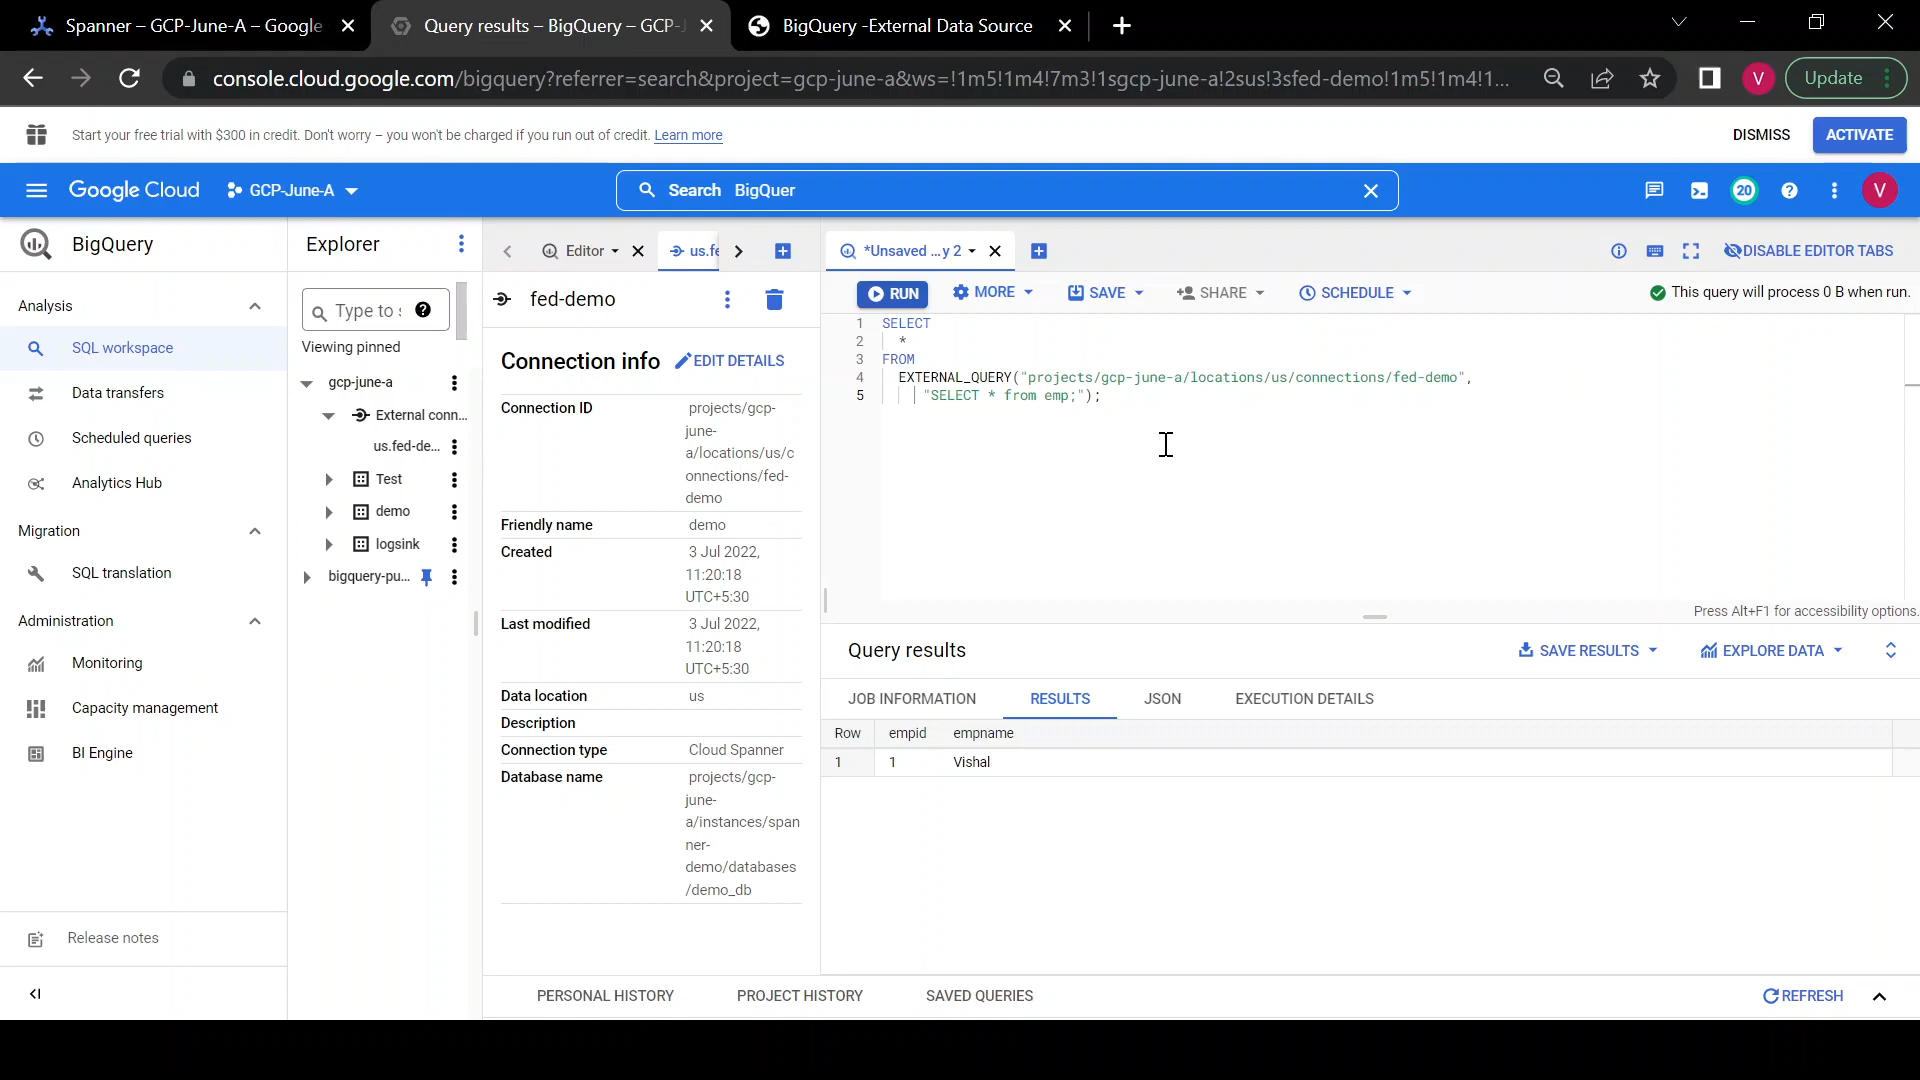 Spanner – GCP-June-A – Google
Query results – BigQuery – GCP-J
BigQuery -External Data Source
console.cloud.google.com/bigquery?referrer=search&project=gcp-june-a&ws=!1m5!1m4!7m3!1sgcp-june-a!2sus!3sfed-demo!1m5!1m4!1...
V
Update
Start your free trial with $300 in credit. Don't worry – you won't be charged if you run out of credit. Learn more
DISMISS
ACTIVATE
Google Cloud
GCP-June-A
Search BigQuer
20
V
BigQuery
Analysis
SQL workspace
Data transfers
Scheduled queries
Analytics Hub
Migration
SQL translation
Administration
Monitoring
Capacity management
BI Engine
Release notes
Explorer
Type to s
Viewing pinned
gcp-june-a
External conn...
us.fed-de...
Test
demo
logsink
bigquery-pu...
Editor
us.fe
fed-demo
Connection info
EDIT DETAILS
Connection ID projects/gcp-
june-
a/locations/us/c
onnections/fed-
demo
Friendly name demo
Created 3 Jul 2022,
11:20:18
UTC+5:30
Last modified 3 Jul 2022,
11:20:18
UTC+5:30
Data location us
Description
Connection type Cloud Spanner
Database name projects/gcp-
june-
a/instances/span
ner-
demo/databases
/demo_db
*Unsaved ...y 2
DISABLE EDITOR TABS
RUN
MORE
SAVE
SHARE
SCHEDULE
This query will process 0 B when run.
1 SELECT
2 *
3 FROM
4 EXTERNAL_QUERY("projects/gcp-june-a/locations/us/connections/fed-demo",
5 "SELECT * from emp;");
Press Alt+F1 for accessibility options.
Query results
SAVE RESULTS
EXPLORE DATA
JOB INFORMATION
RESULTS
JSON
EXECUTION DETAILS
Row empid empname
1 1 Vishal
PERSONAL HISTORY
PROJECT HISTORY
SAVED QUERIES
REFRESH